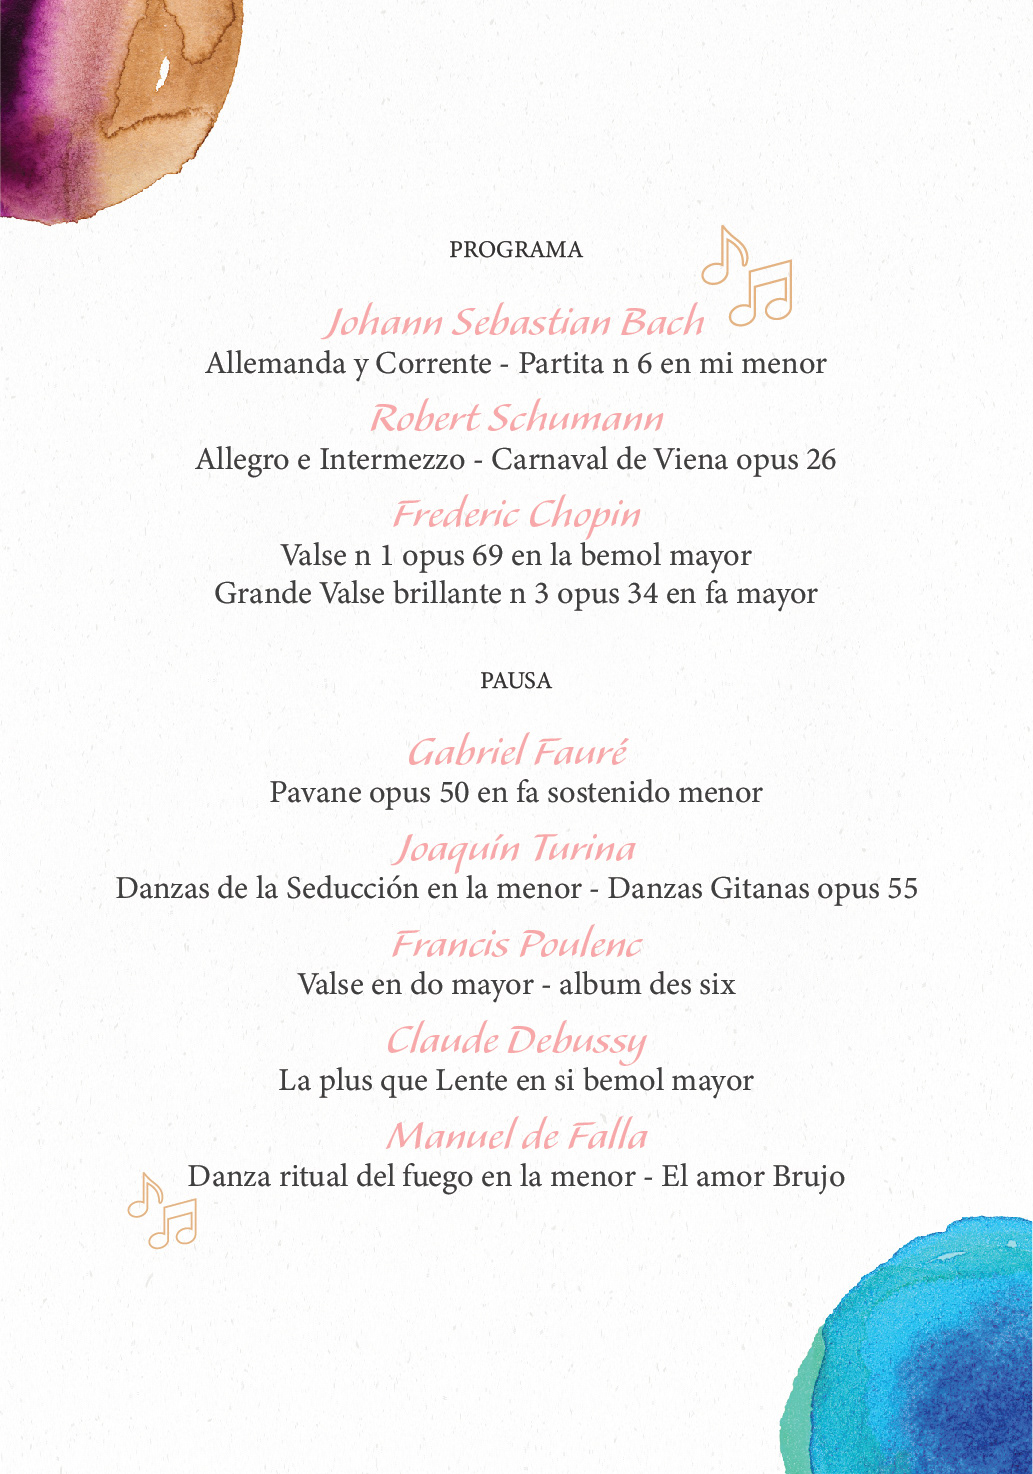 PROGRAMA
Johann Sebastian Bach
Allemanda y Corrente - Partita n 6 en mi menor
Robert Schumann
Allegro e Intermezzo - Carnaval de Viena opus 26
Frederic Chopin
Valse n 1 opus 69 en la bemol mayor
Grande Valse brillante n 3 opus 34 en fa mayor
PAUSA
Gabriel Fauré
Pavane opus 50 en fa sostenido menor
Joaquín Turina
Danzas de la Seducción en la menor - Danzas Gitanas opus 55
Francis Poulenc
Valse en do mayor - album des six
Claude Debussy
La plus que Lente en si bemol mayor
Manuel de Falla
Danza ritual del fuego en la menor - El amor Brujo